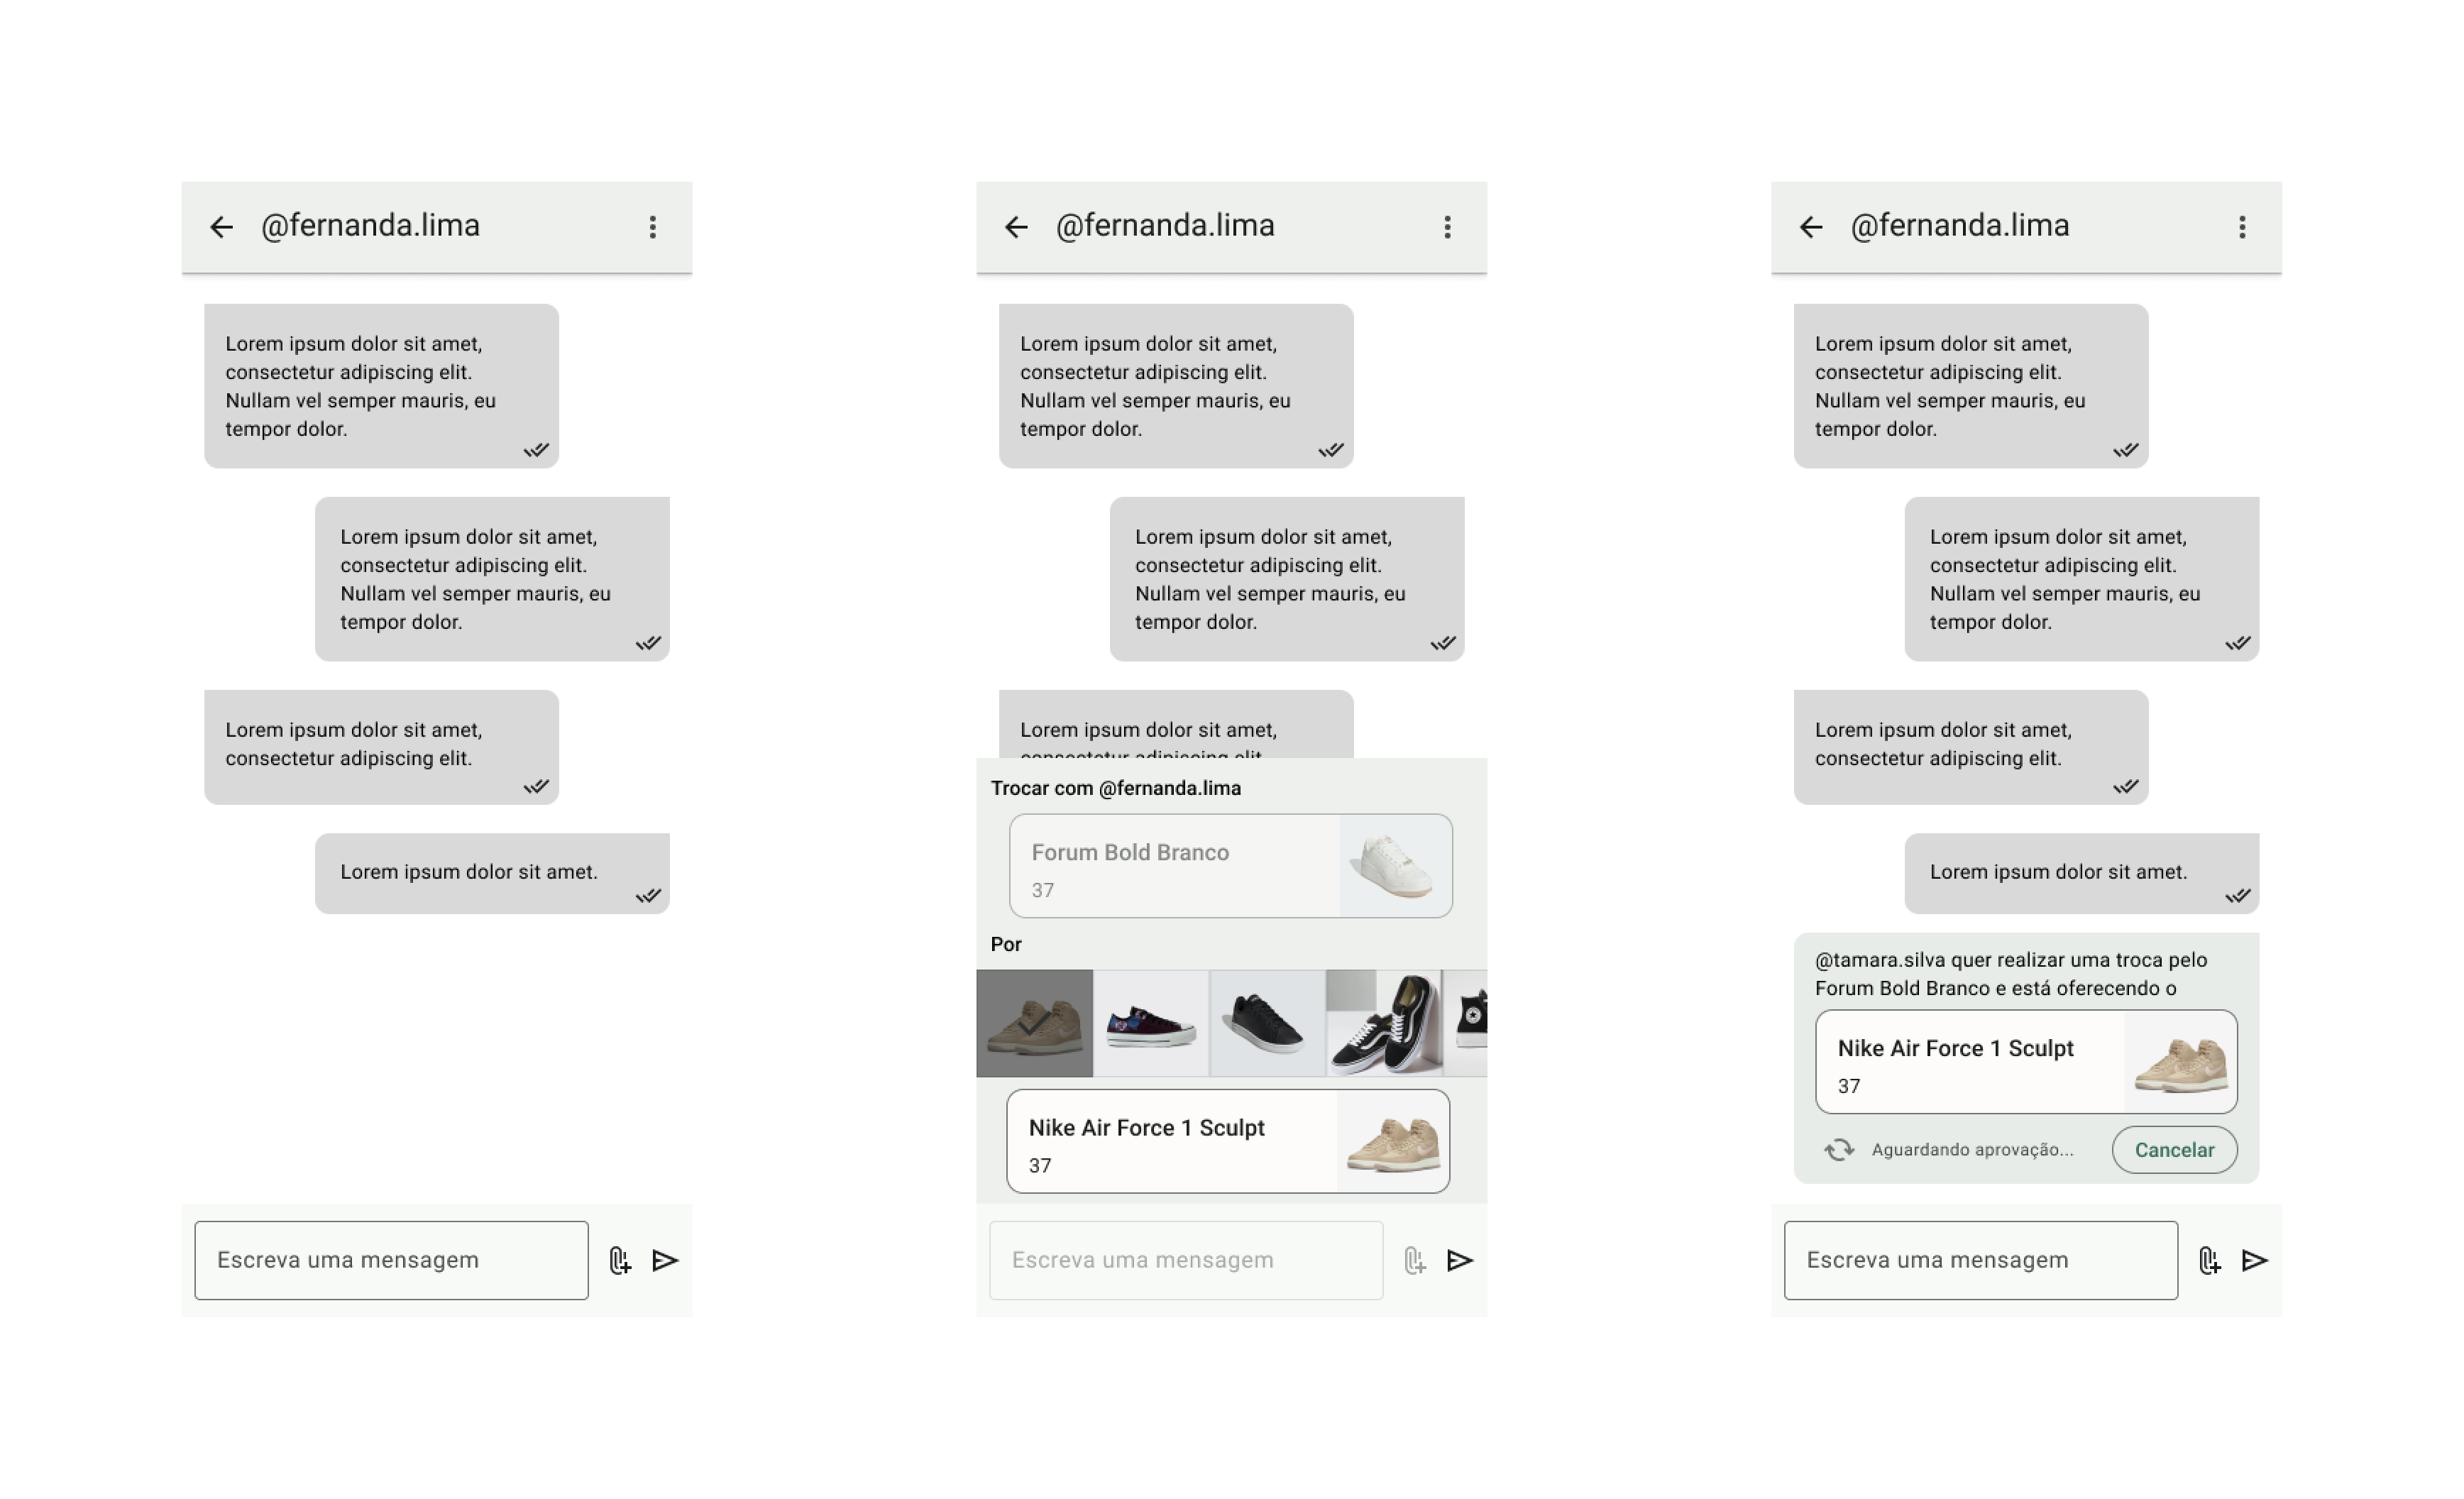 @fernanda.lima
Lorem ipsum dolor sit amet,
consectetur adipiscing elit.
Nullam vel semper mauris, eu
tempor dolor.
Lorem ipsum dolor sit amet,
consectetur adipiscing elit.
Nullam vel semper mauris, eu
tempor dolor.
Lorem ipsum dolor sit amet,
consectetur adipiscing elit.
Lorem ipsum dolor sit amet.
Escreva uma mensagem
@fernanda.lima
Lorem ipsum dolor sit amet,
consectetur adipiscing elit.
Nullam vel semper mauris, eu
tempor dolor.
Lorem ipsum dolor sit amet,
consectetur adipiscing elit.
Nullam vel semper mauris, eu
tempor dolor.
Lorem ipsum dolor sit amet,
consectetur adipiscing elit.
Trocar com @fernanda.lima
Forum Bold Branco
37
Por
Nike Air Force 1 Sculpt
37
Escreva uma mensagem
@fernanda.lima
Lorem ipsum dolor sit amet,
consectetur adipiscing elit.
Nullam vel semper mauris, eu
tempor dolor.
Lorem ipsum dolor sit amet,
consectetur adipiscing elit.
Nullam vel semper mauris, eu
tempor dolor.
Lorem ipsum dolor sit amet,
consectetur adipiscing elit.
Lorem ipsum dolor sit amet.
@tamara.silva quer realizar uma troca pelo
Forum Bold Branco e está oferecendo o
Nike Air Force 1 Sculpt
37
Aguardando aprovação...
Cancelar
Escreva uma mensagem